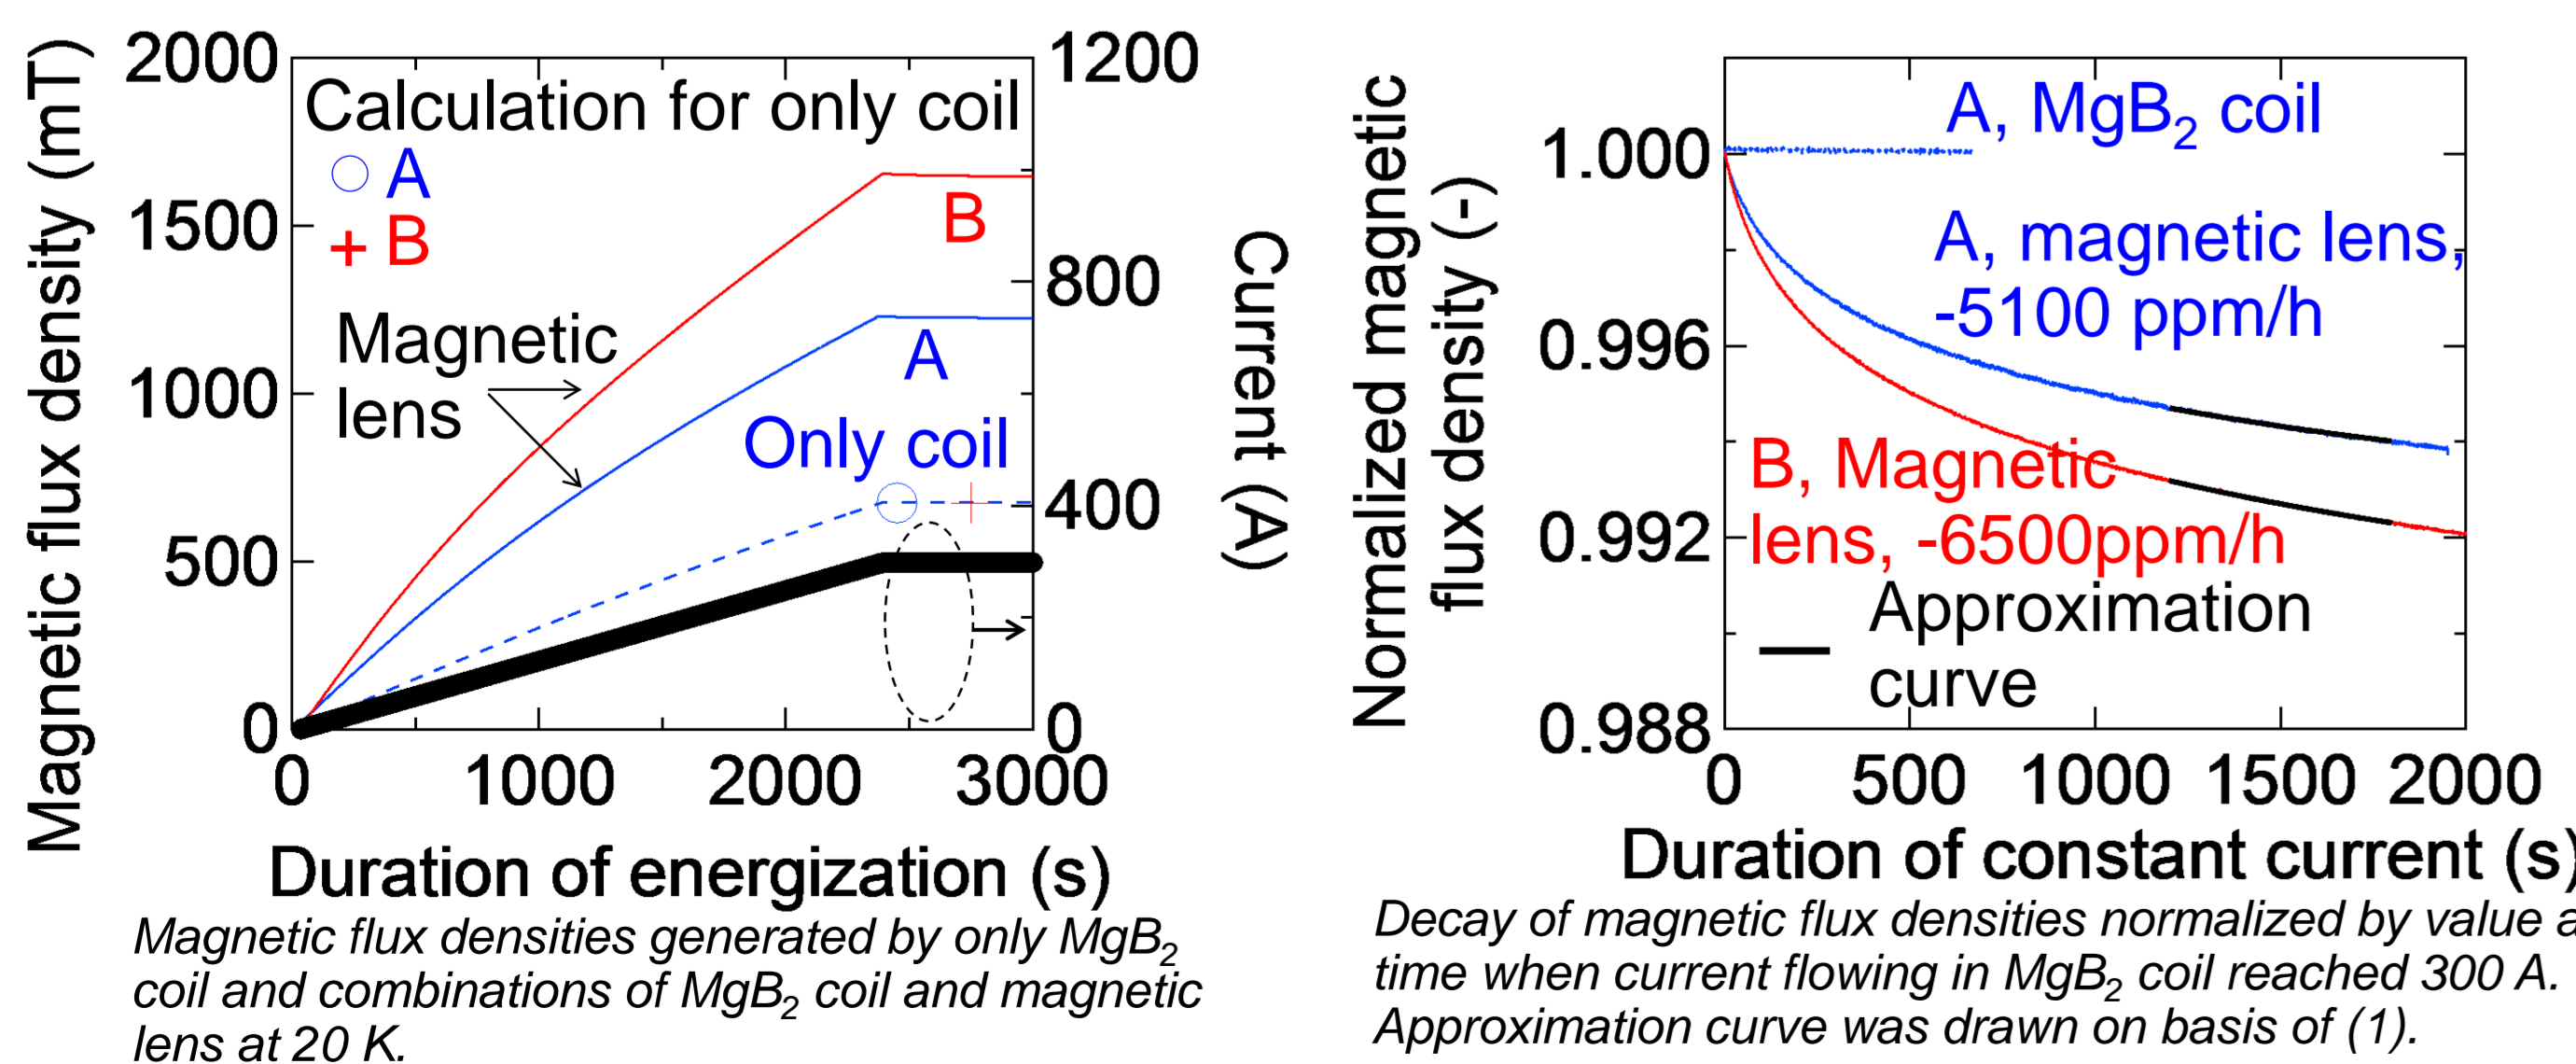 Magnetic flux density (mT)
2000
1500
1000
500
0
Calculation for only coil
A
+ B
Magnetic
lens
B
A
Only coil
1200
800
400
0
Current (A)
0 1000 2000 3000
Duration of energization (s)
Magnetic flux densities generated by only MgB₂
coil and combinations of MgB₂ coil and magnetic
lens at 20 K.
Normalized magnetic
flux density (-)
1.000
0.996
0.992
0.988
A, MgB₂ coil
A, magnetic lens,
-5100 ppm/h
B, Magnetic
lens, -6500ppm/h
Approximation
curve
0 500 1000 1500 2000
Duration of constant current (s)
Decay of magnetic flux densities normalized by value
time when current flowing in MgB₂ coil reached 300 A.
Approximation curve was drawn on basis of (1).